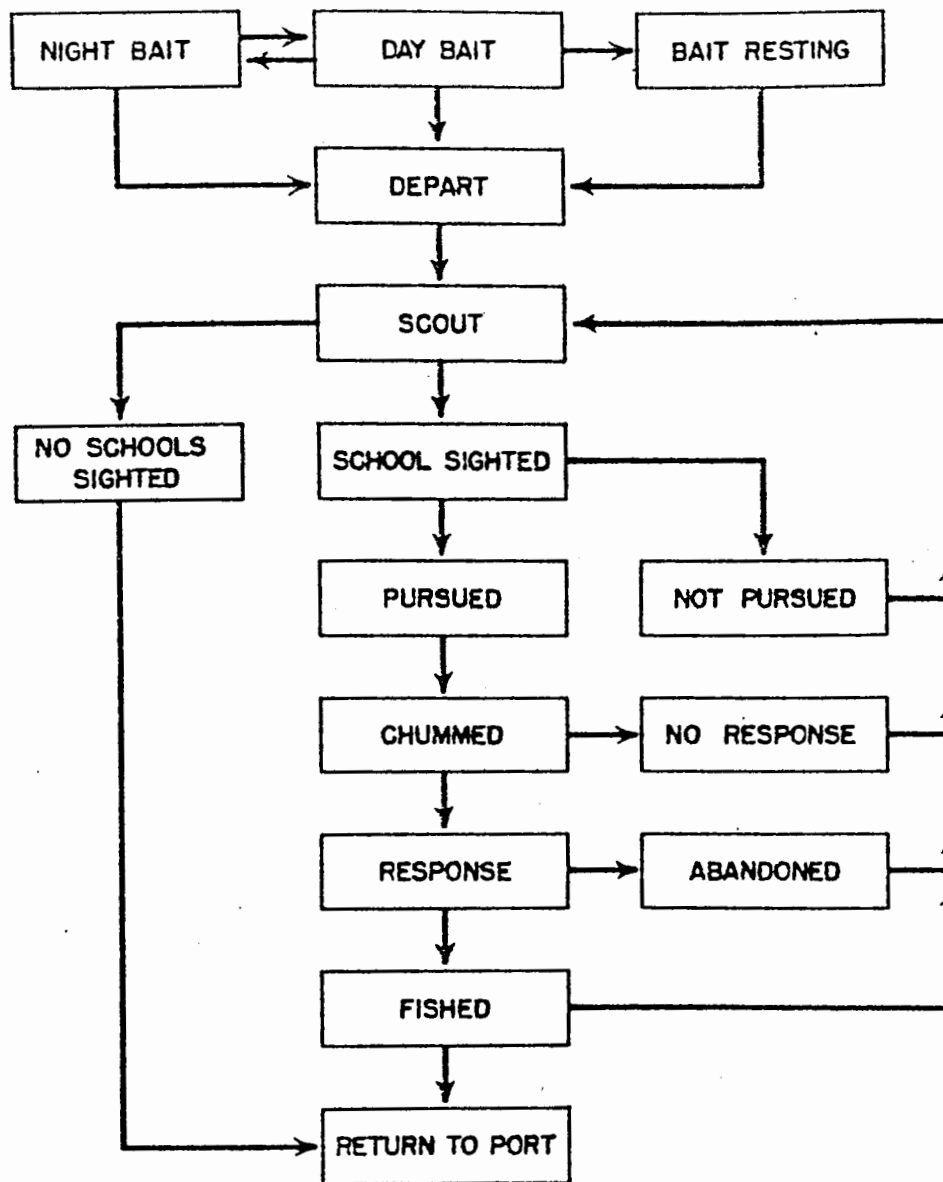 NIGHT BAIT
DAY BAIT
BAIT RESTING
DEPART
SCOUT
NO SCHOOLS
SIGHTED
SCHOOL SIGHTED
PURSUED
NOT PURSUED
CHUMMED
NO RESPONSE
RESPONSE
ABANDONED
FISHED
RETURN TO PORT